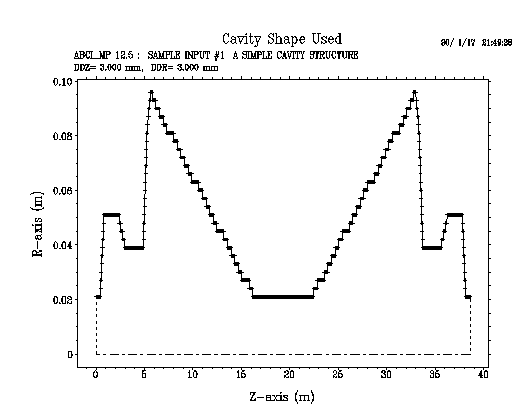 Cavity Shape Used
30/ 1/17 21:49:28
ABCI_MP 12.5 : SAMPLE INPUT #1 A SIMPLE CAVITY STRUCTURE
DDZ= 3.000 mm, DDR= 3.000 mm
0.10
0.08
0.06
0.04
0.02
0
R-axis (m)
0 5 10 15 20 25 30 35 40
Z-axis (m)